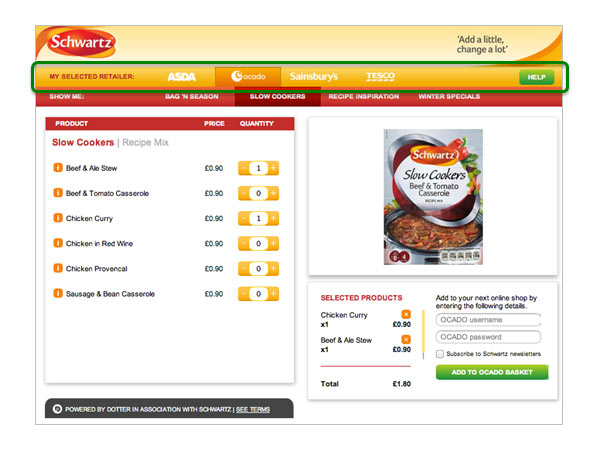 Schwartz
'Add a little,
change a lot'
MY SELECTED RETAILER: ASDA ocado Sainsbury's TESCO HELP
SHOW ME: BAG 'N SEASON SLOW COOKERS RECIPE INSPIRATION WINTER SPECIALS
PRODUCT PRICE QUANTITY
Slow Cookers | Recipe Mix
i Beef & Ale Stew £0.90 - 1 +
i Beef & Tomato Casserole £0.90 - 0 +
i Chicken Curry £0.90 - 1 +
i Chicken in Red Wine £0.90 - 0 +
i Chicken Provencal £0.90 - 0 +
i Sausage & Bean Casserole £0.90 - 0 +
Schwartz
Slow Cookers
Beef & Tomato
Casserole
RECIPE MIX
4
SELECTED PRODUCTS
Chicken Curry
x1 £0.90
Beef & Ale Stew
x1 £0.90
Total £1.80
Add to your next online shop by
entering the following details.
OCADO username
OCADO password
Subscribe to Schwartz newsletters
ADD TO OCADO BASKET
POWERED BY DOTTER IN ASSOCIATION WITH SCHWARTZ | SEE TERMS